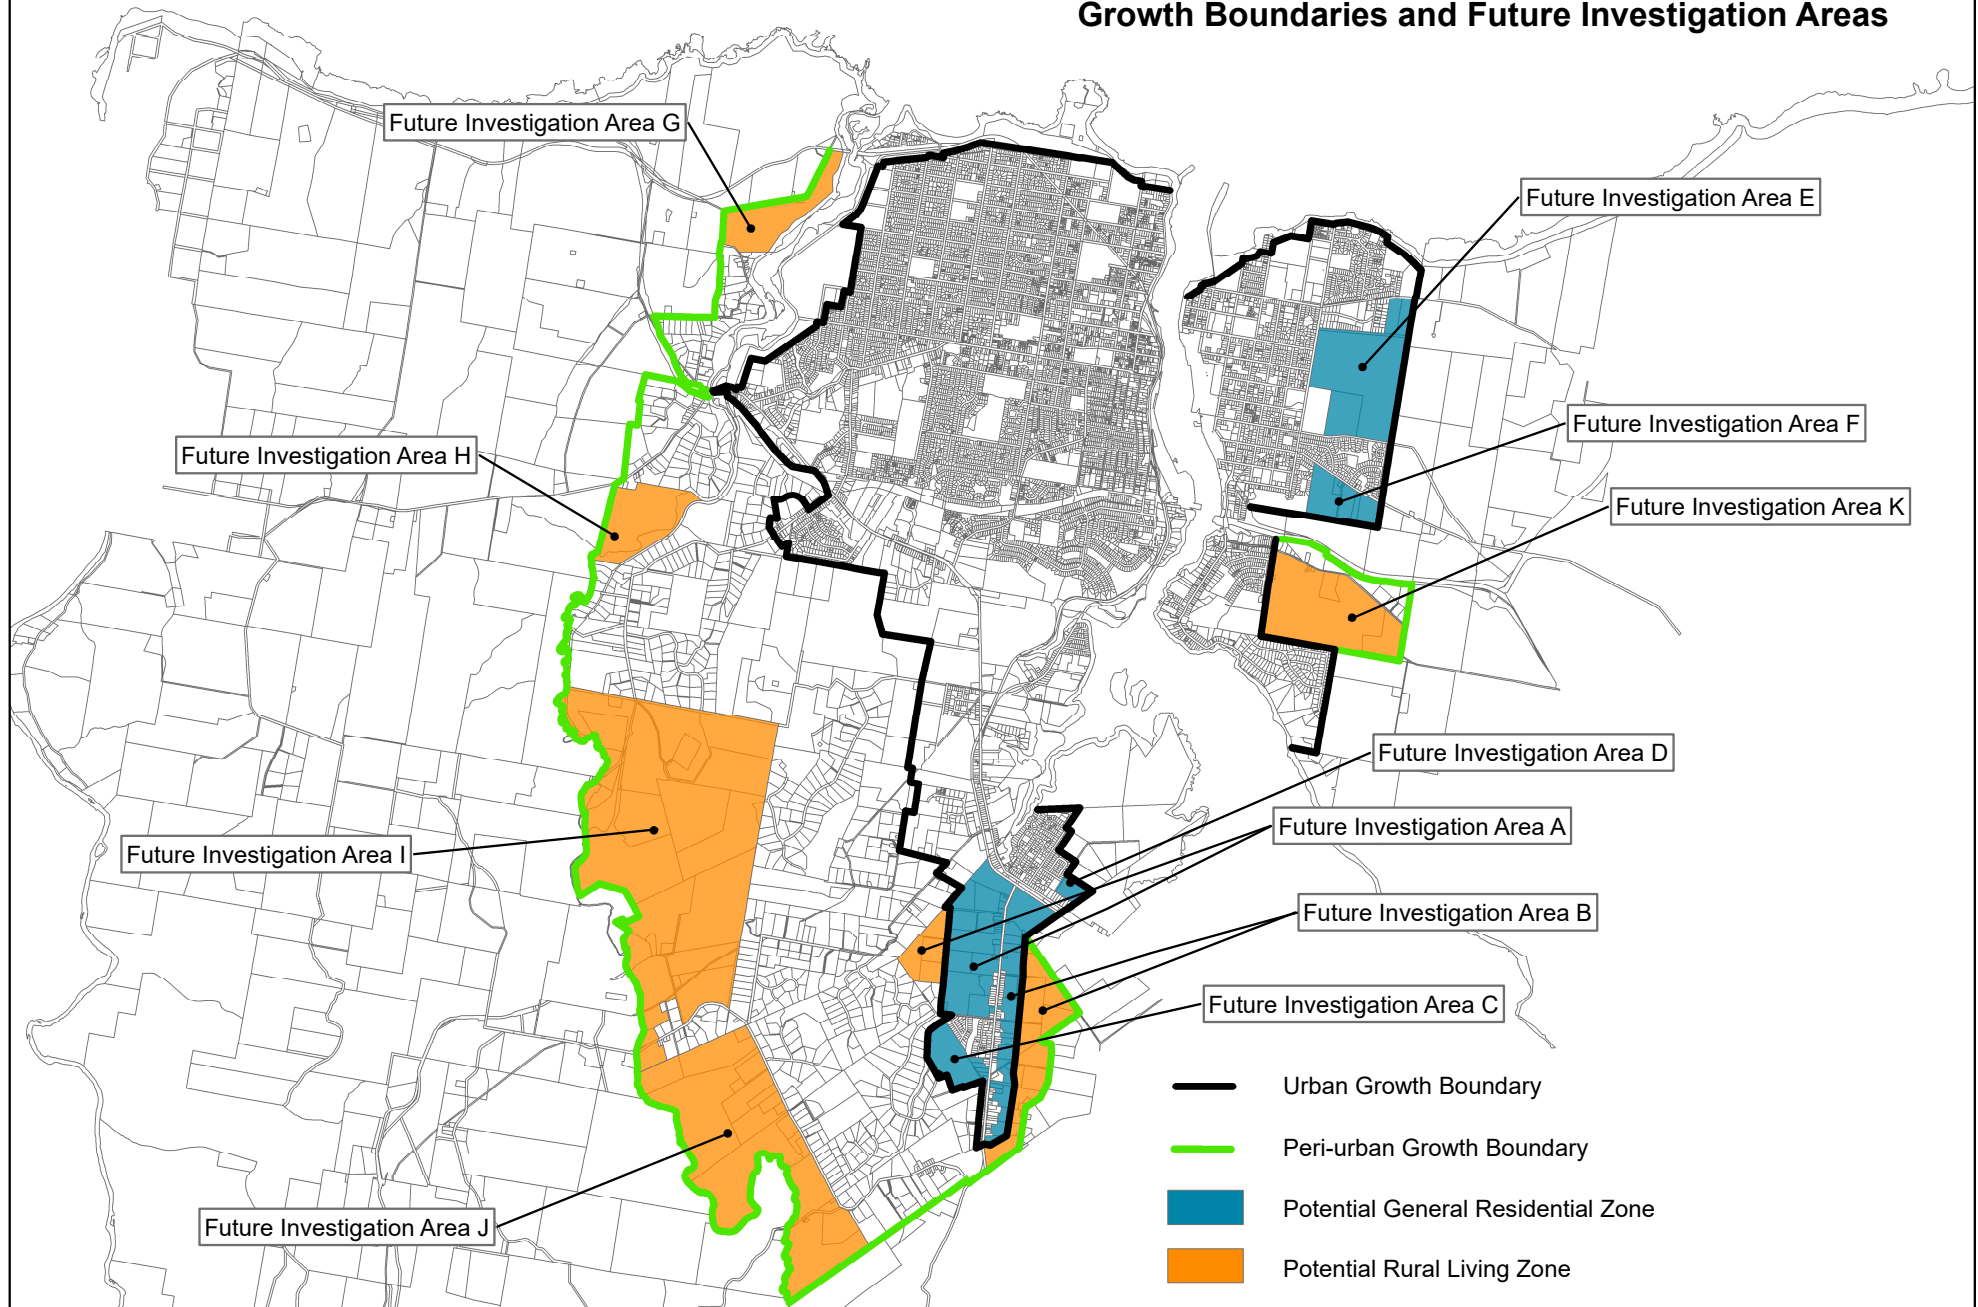 Growth Boundaries and Future Investigation Areas
Future Investigation Area G
Future Investigation Area E
Future Investigation Area F
Future Investigation Area H
Future Investigation Area K
Future Investigation Area D
Future Investigation Area A
Future Investigation Area I
Future Investigation Area B
Future Investigation Area C
Urban Growth Boundary
Peri-urban Growth Boundary
Potential General Residential Zone
Future Investigation Area J
Potential Rural Living Zone